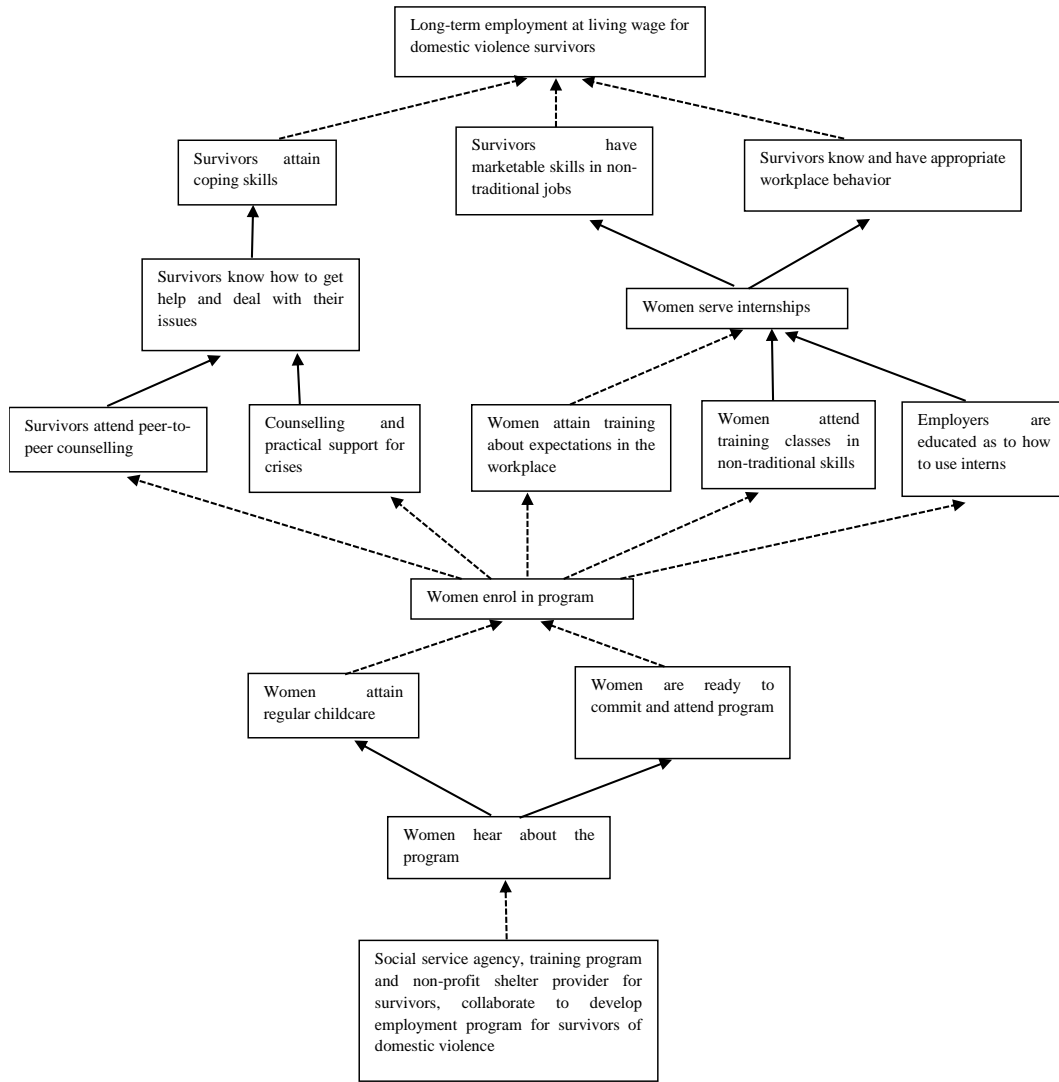 Long-term employment at living wage for
domestic violence survivors
Survivors attain
coping skills
Survivors have
marketable skills in non-
traditional jobs
Survivors know and have appropriate
workplace behavior
Survivors know how to get
help and deal with their
issues
Women serve internships
Survivors attend peer-to-
peer counselling
Counselling and
practical support for
crises
Women attain training
about expectations in the
workplace
Women attend
training classes in
non-traditional skills
Employers are
educated as to how
to use interns
Women enrol in program
Women attain
regular childcare
Women are ready to
commit and attend program
Women hear about the
program
Social service agency, training program
and non-profit shelter provider for
survivors, collaborate to develop
employment program for survivors of
domestic violence